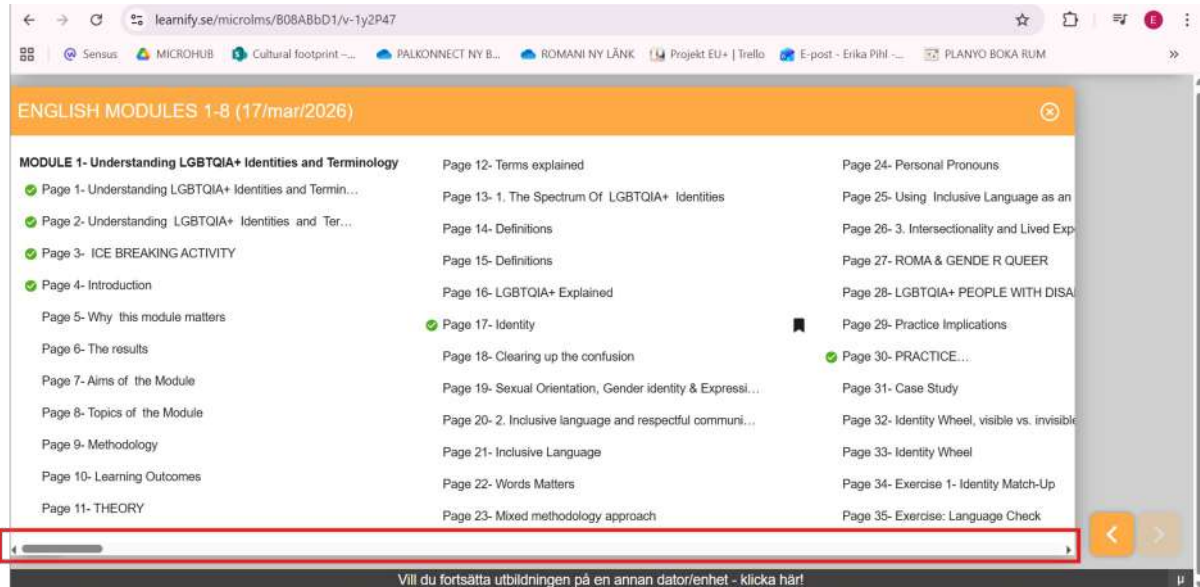 learnify.se/microlms/B08ABbD1/v-1y2P47
E
Sensus
MICROHUB
Cultural footprint –...
PALKONNECT NY B...
ROMANI NY LÄNK
Projekt EU+ | Trello
E-post - Erika Pihl -...
PLANYO BOKA RUM
»
ENGLISH MODULES 1-8 (17/mar/2026)
MODULE 1- Understanding LGBTQIA+ Identities and Terminology
Page 1- Understanding LGBTQIA+ Identities and Termin...
Page 2- Understanding LGBTQIA+ Identities and Ter...
Page 3- ICE BREAKING ACTIVITY
Page 4- Introduction
Page 5- Why this module matters
Page 6- The results
Page 7- Aims of the Module
Page 8- Topics of the Module
Page 9- Methodology
Page 10- Learning Outcomes
Page 11- THEORY
Page 12- Terms explained
Page 13- 1. The Spectrum Of LGBTQIA+ Identities
Page 14- Definitions
Page 15- Definitions
Page 16- LGBTQIA+ Explained
Page 17- Identity
Page 18- Clearing up the confusion
Page 19- Sexual Orientation, Gender identity & Expressi...
Page 20- 2. Inclusive language and respectful communi...
Page 21- Inclusive Language
Page 22- Words Matters
Page 23- Mixed methodology approach
Page 24- Personal Pronouns
Page 25- Using Inclusive Language as an
Page 26- 3. Intersectionality and Lived Exp
Page 27- ROMA & GENDE R QUEER
Page 28- LGBTQIA+ PEOPLE WITH DISA
Page 29- Practice Implications
Page 30- PRACTICE...
Page 31- Case Study
Page 32- Identity Wheel, visible vs. invisible
Page 33- Identity Wheel
Page 34- Exercise 1- Identity Match-Up
Page 35- Exercise: Language Check
Vill du fortsätta utbildningen på en annan dator/enhet - klicka här!